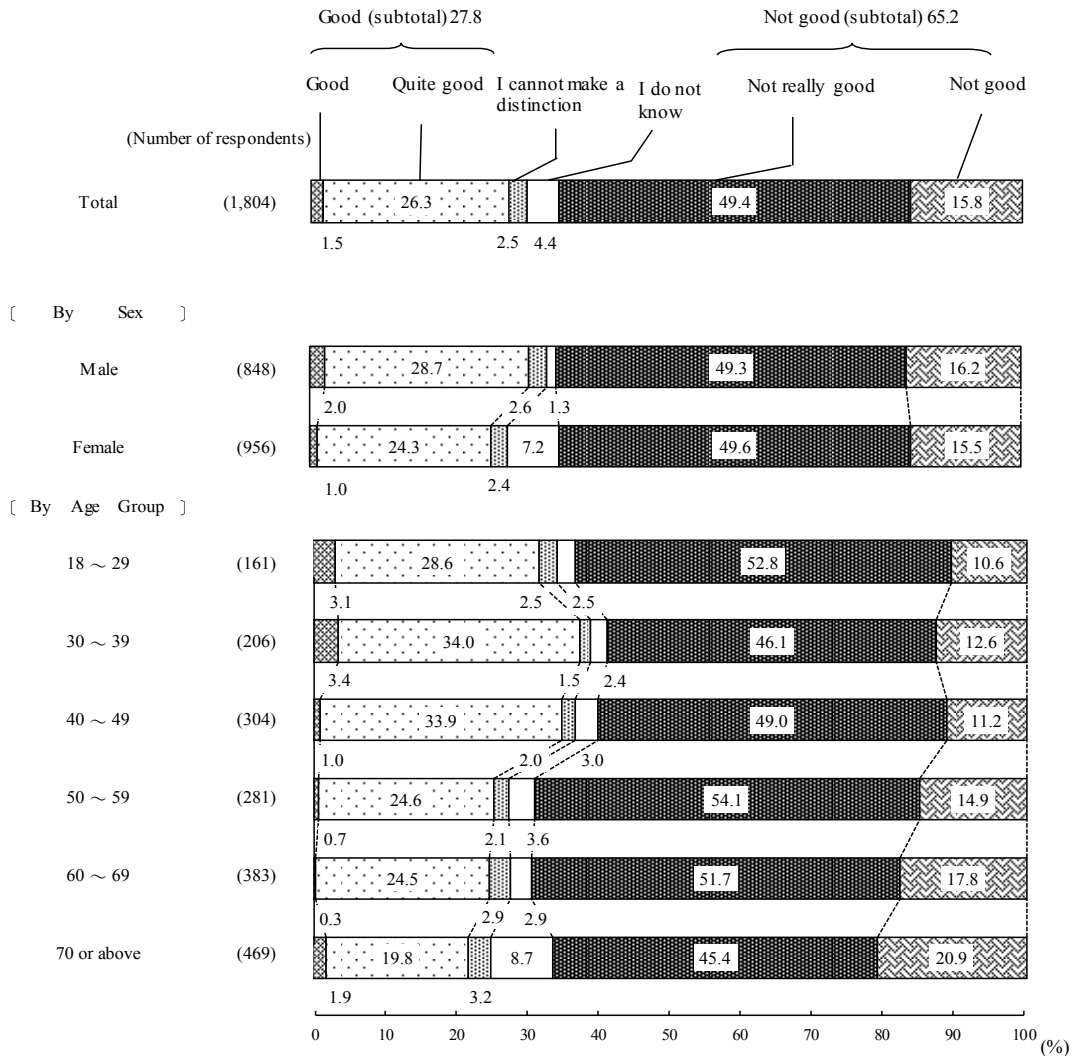 Good (subtotal) 27.8 Not good (subtotal) 65.2
Good Quite good I cannot make a distinction I do not know Not really good Not good
(Number of respondents)
Total (1,804) 26.3 49.4 15.8
1.5 2.5 4.4
〔 By Sex 〕
Male (848) 28.7 49.3 16.2
2.0 2.6 1.3
Female (956) 24.3 7.2 49.6 15.5
1.0 2.4
〔 By Age Group 〕
18 ～ 29 (161) 28.6 52.8 10.6
3.1 2.5 2.5
30 ～ 39 (206) 34.0 46.1 12.6
3.4 1.5 2.4
40 ～ 49 (304) 33.9 49.0 11.2
1.0 2.0 3.0
50 ～ 59 (281) 24.6 54.1 14.9
0.7 2.1 3.6
60 ～ 69 (383) 24.5 51.7 17.8
0.3 2.9 2.9
70 or above (469) 19.8 8.7 45.4 20.9
1.9 3.2
0 10 20 30 40 50 60 70 80 90 100 (%)